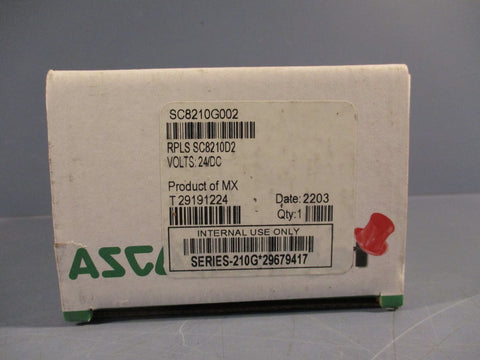 SC8210G002
RPLS SC8210D2
VOLTS. 24/DC
Product of MX
T 29191224 Date: 2203
Qty:1
INTERNAL USE ONLY
SERIES-210G*29679417